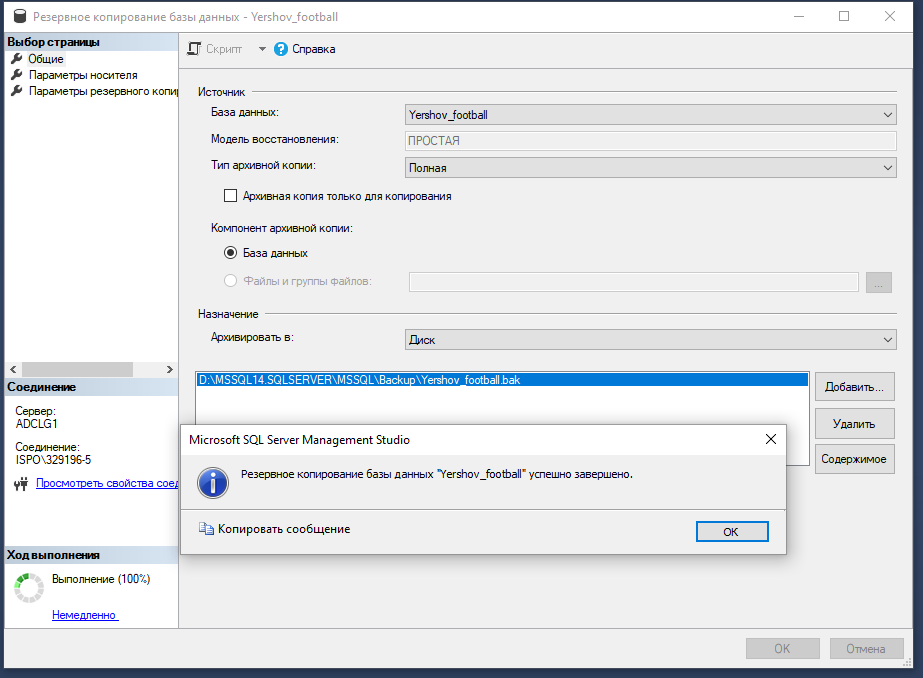 Резервное копирование базы данных - Yershov_football
Выбор страницы
Общие
Параметры носителя
Параметры резервного копи
Скрипт
Справка
Источник
База данных:
Yershov_football
Модель восстановления:
ПРОСТАЯ
Тип архивной копии:
Полная
Архивная копия только для копирования
Компонент архивной копии:
База данных
Файлы и группы файлов:
...
Назначение
Архивировать в:
Диск
D:\MSSQL14.SQLSERVER\MSSQL\Backup\Yershov_football.bak
Добавить...
Удалить
Содержимое
Соединение
Сервер:
ADCLG1
Соединение:
ISPO\329196-5
Просмотреть свойства соед
Microsoft SQL Server Management Studio
Резервное копирование базы данных "Yershov_football" успешно завершено.
Копировать сообщение
ОК
Ход выполнения
Выполнение (100%)
Немедленно
ОК
Отмена